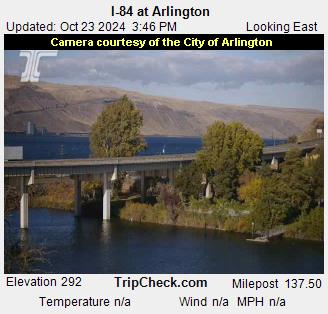 I-84 at Arlington
Updated: Oct 23 2024 3:46 PM Looking East
Camera courtesy of the City of Arlington
Elevation 292 TripCheck.com Milepost 137.50
Temperature n/a Wind n/a MPH n/a